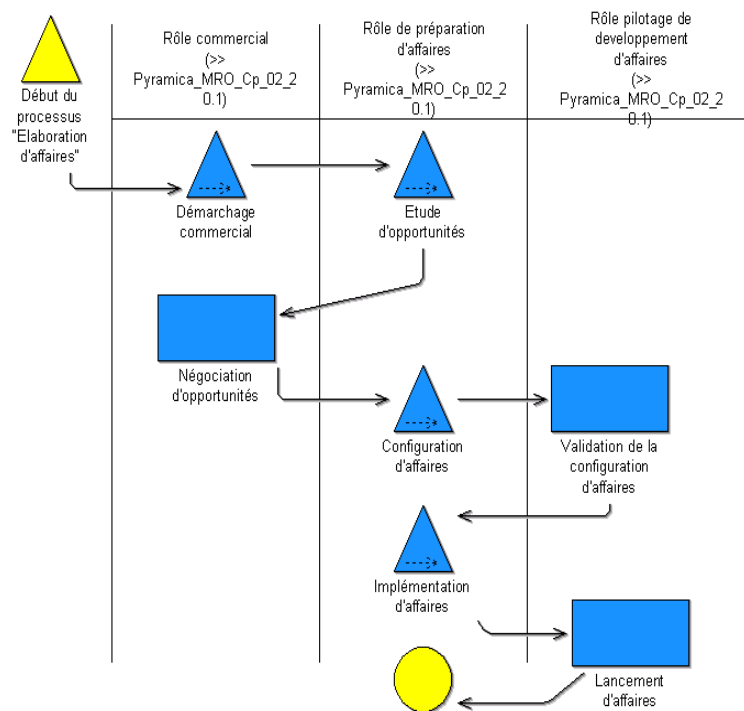 Rôle commercial
(>>
Pyramica_MRO_Cp_02_2
0.1)
Rôle de préparation
d'affaires
(>>
Pyramica_MRO_Cp_02_2
0.1)
Rôle pilotage de
developpement
d'affaires
(>>
Pyramica_MRO_Cp_02_2
0.1)
Début du
processus
"Elaboration
d'affaires"
Démarchage
commercial
Etude
d'opportunités
Négociation
d'opportunités
Configuration
d'affaires
Validation de la
configuration
d'affaires
Implémentation
d'affaires
Lancement
d'affaires